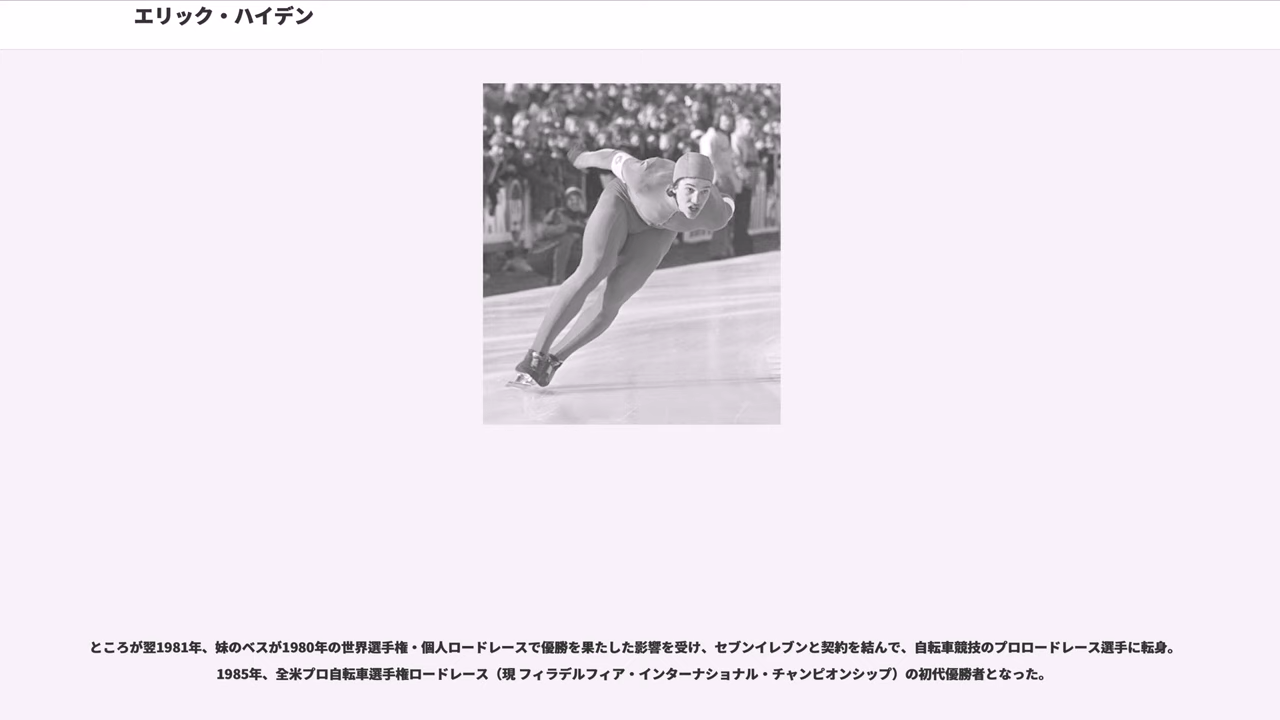 エリック・ハイデン
ところが翌1981年、妹のベスが1980年の世界選手権・個人ロードレースで優勝を果たした影響を受け、セブンイレブンと契約を結んで、自転車競技のプロロードレース選手に転身。
1985年、全米プロ自転車選手権ロードレース（現 フィラデルフィア・インターナショナル・チャンピオンシップ）の初代優勝者となった。